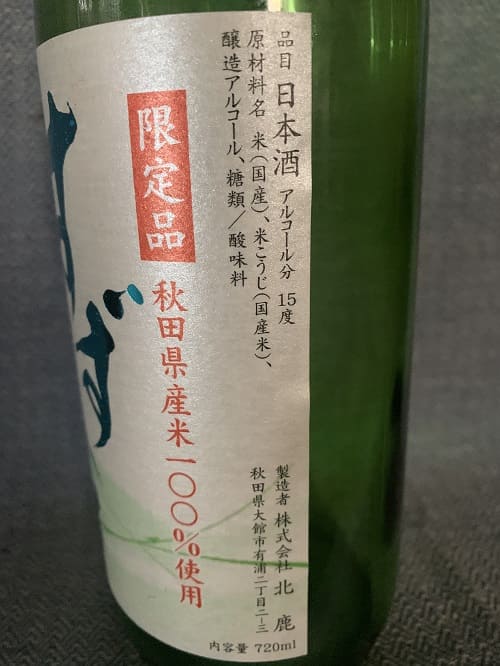 品目 日本酒 アルコール分 15度
原材料名 米(国産)、米こうじ(国産米)、
醸造アルコール、糖類/酸味料
製造者 株式会社 北鹿
秋田県大館市有浦二丁目二-三
限定品
秋田県産米一〇〇%使用
内容量 720ml